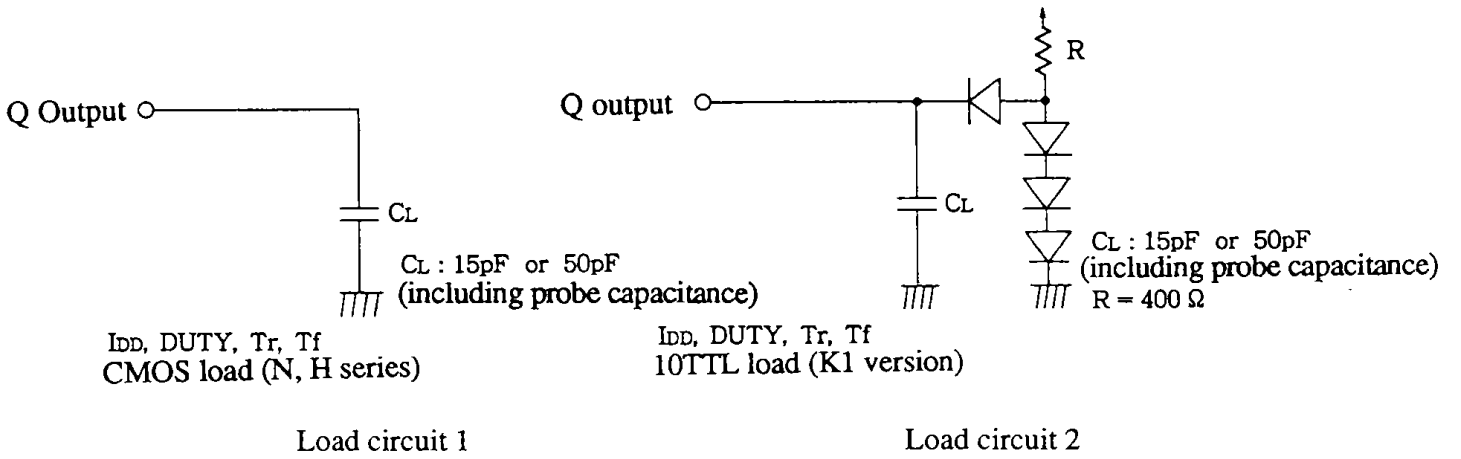 Q Output
CL
CL : 15pF or 50pF
(including probe capacitance)
IDD, DUTY, Tr, Tf
CMOS load (N, H series)
Load circuit 1
R
Q output
CL
CL : 15pF or 50pF
(including probe capacitance)
R = 400 Ω
IDD, DUTY, Tr, Tf
10TTL load (K1 version)
Load circuit 2